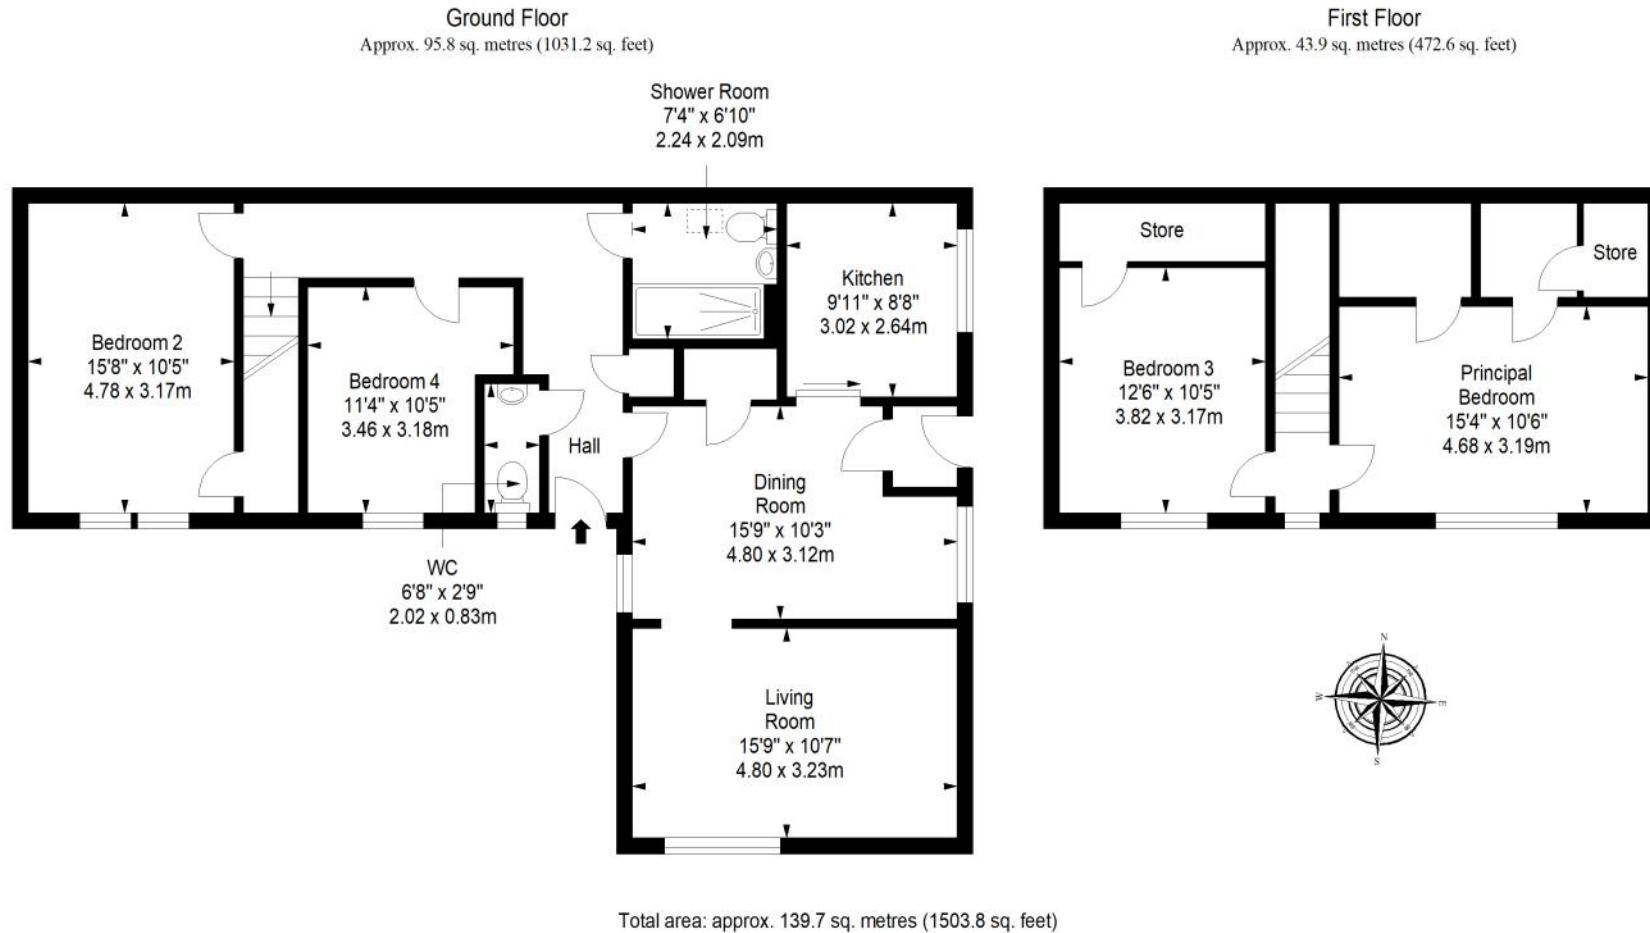 Ground Floor
Approx. 95.8 sq. metres (1031.2 sq. feet)
First Floor
Approx. 43.9 sq. metres (472.6 sq. feet)
Shower Room
7'4" x 6'10"
2.24 x 2.09m
Bedroom 2
15'8" x 10'5"
4.78 x 3.17m
Bedroom 4
11'4" x 10'5"
3.46 x 3.18m
Hall
WC
6'8" x 2'9"
2.02 x 0.83m
Kitchen
9'11" x 8'8"
3.02 x 2.64m
Dining
Room
15'9" x 10'3"
4.80 x 3.12m
Living
Room
15'9" x 10'7"
4.80 x 3.23m
Store
Bedroom 3
12'6" x 10'5"
3.82 x 3.17m
Store
Principal
Bedroom
15'4" x 10'6"
4.68 x 3.19m
N
W
E
S
Total area: approx. 139.7 sq. metres (1503.8 sq. feet)